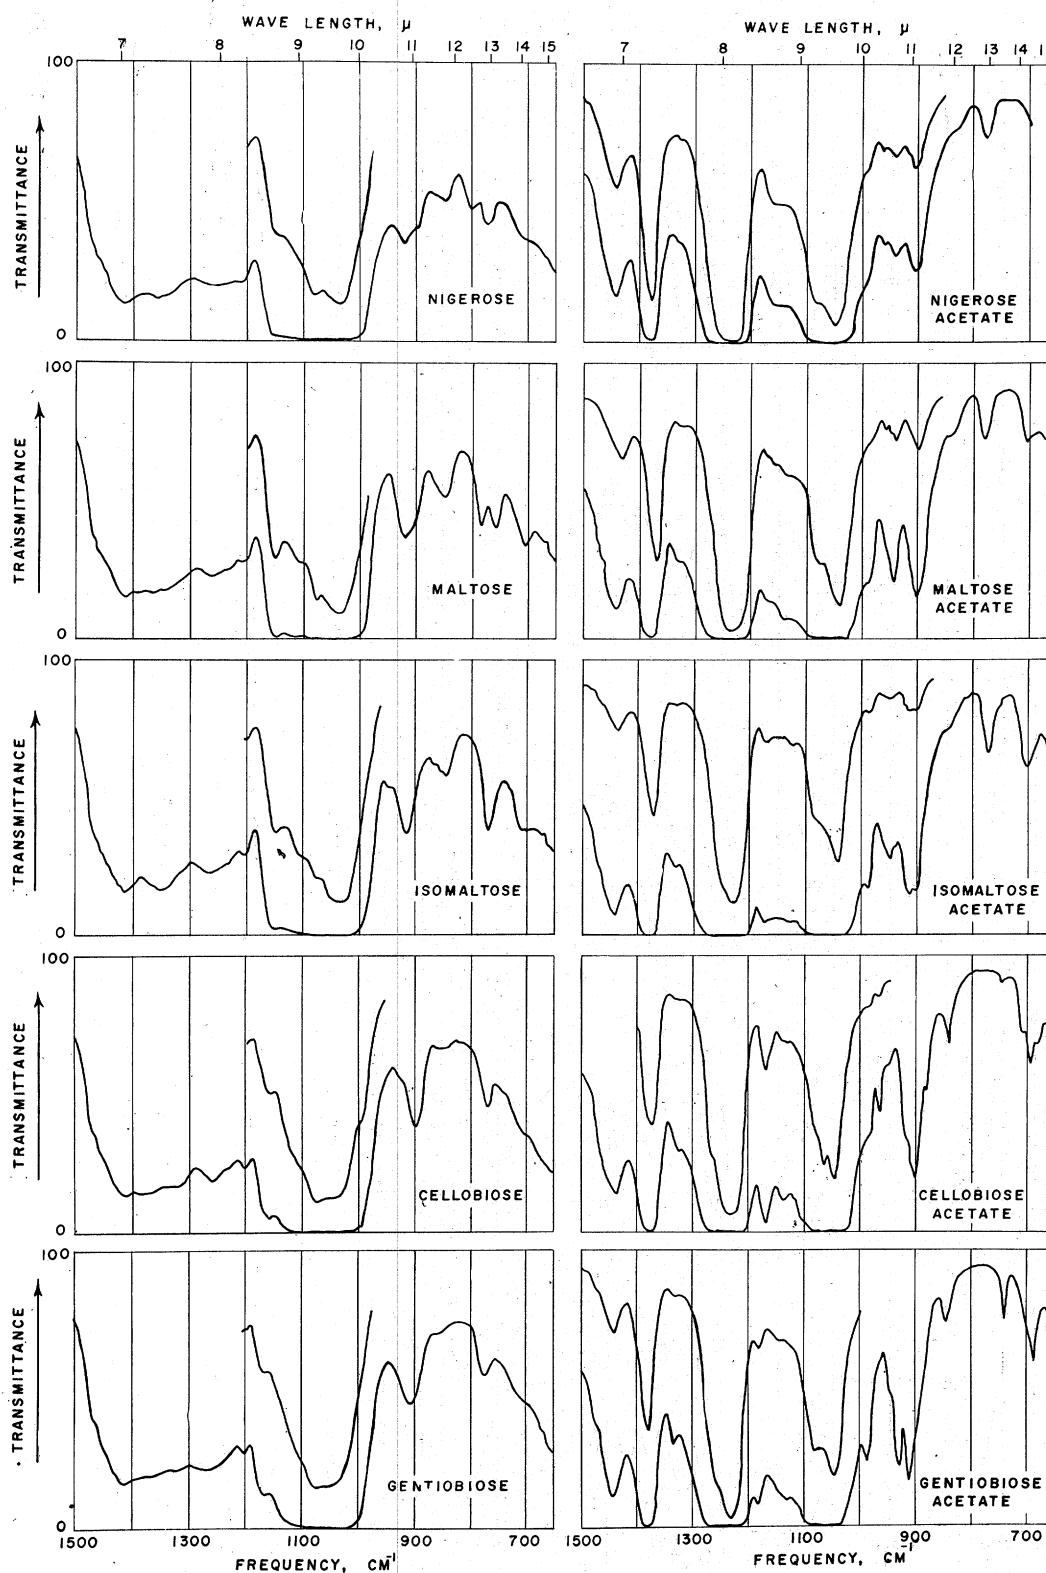 WAVE LENGTH, μ
7 8 9 10 11 12 13 14 15
100
TRANSMITTANCE
0
NIGEROSE
WAVE LENGTH, μ
7 8 9 10 11 12 13 14 1
NIGEROSE
ACETATE
100
TRANSMITTANCE
0
MALTOSE
MALTOSE
ACETATE
100
TRANSMITTANCE
0
ISOMALTOSE
ISOMALTOSE
ACETATE
100
TRANSMITTANCE
0
CELLOBIOSE
CELLOBIOSE
ACETATE
100
TRANSMITTANCE
0
GENTIOBIOSE
1500 1300 1100 900 700
FREQUENCY, CM⁻¹
GENTIOBIOSE
ACETATE
1500 1300 1100 900 700
FREQUENCY, CM⁻¹